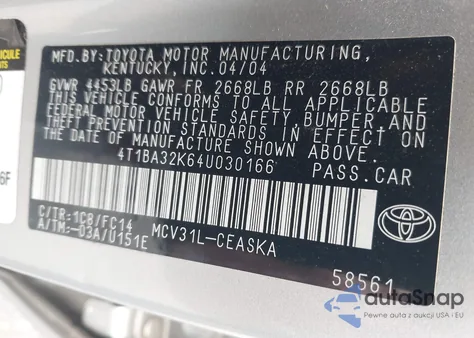 MFD.BY: TOYOTA MOTOR MANUFACTURING,
KENTUCKY, INC. 04/04
GVWR 4453LB GAWR FR 2668LB RR 2668LB
THIS VEHICLE CONFORMS TO ALL APPLICABLE
FEDERAL MOTOR VEHICLE SAFETY, BUMPER AND
THEFT PREVENTION STANDARDS IN EFFECT ON
THE DATE OF MANUFACTURE SHOWN ABOVE.
4T1BA32K64U030166 PASS.CAR
C/TR:1C8/FC14
A/TM:-03A/U151E
MCV31L-CEASKA
TOYOTA
58561
autoSnap
Pewne auta z aukcji USA i EU